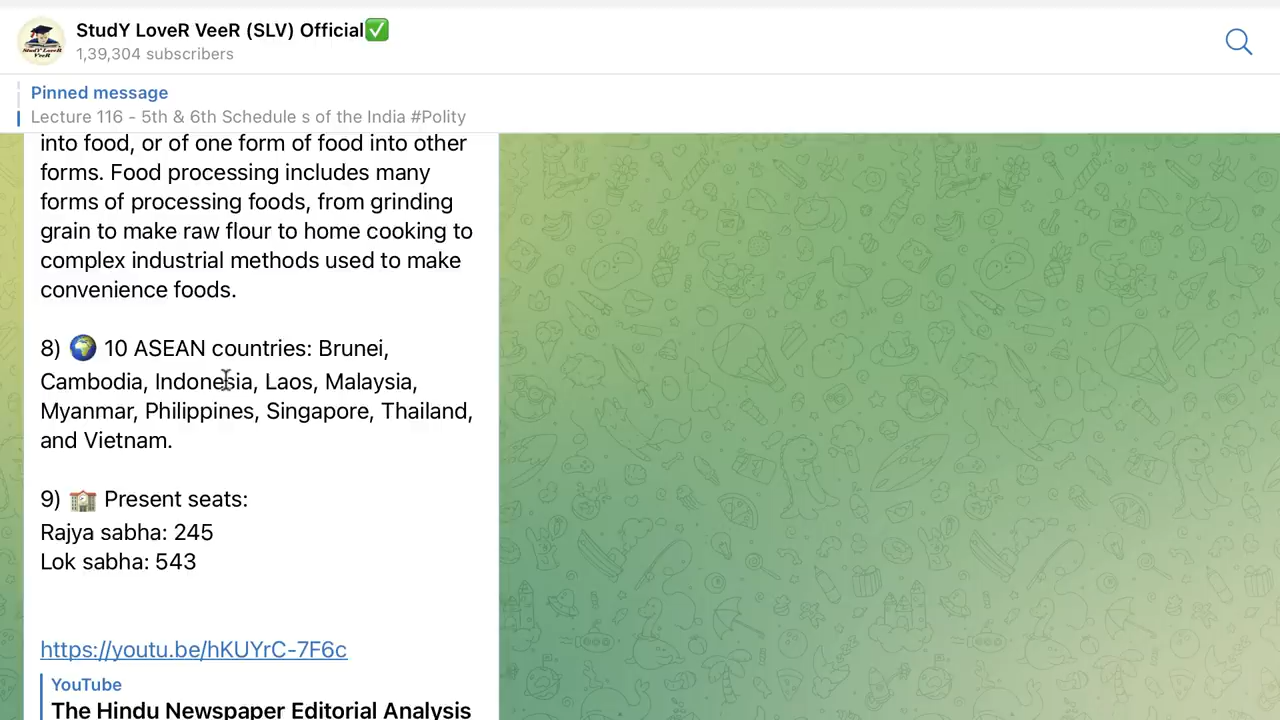 StudY LoveR VeeR (SLV) Official✅
1,39,304 subscribers
Pinned message
Lecture 116 - 5th & 6th Schedule s of the India #Polity
into food, or of one form of food into other
forms. Food processing includes many
forms of processing foods, from grinding
grain to make raw flour to home cooking to
complex industrial methods used to make
convenience foods.
8) 🌍 10 ASEAN countries: Brunei,
Cambodia, Indonesia, Laos, Malaysia,
Myanmar, Philippines, Singapore, Thailand,
and Vietnam.
9) 🏫 Present seats:
Rajya sabha: 245
Lok sabha: 543
https://youtu.be/hKUYrC-7F6c
YouTube
The Hindu Newspaper Editorial Analysis